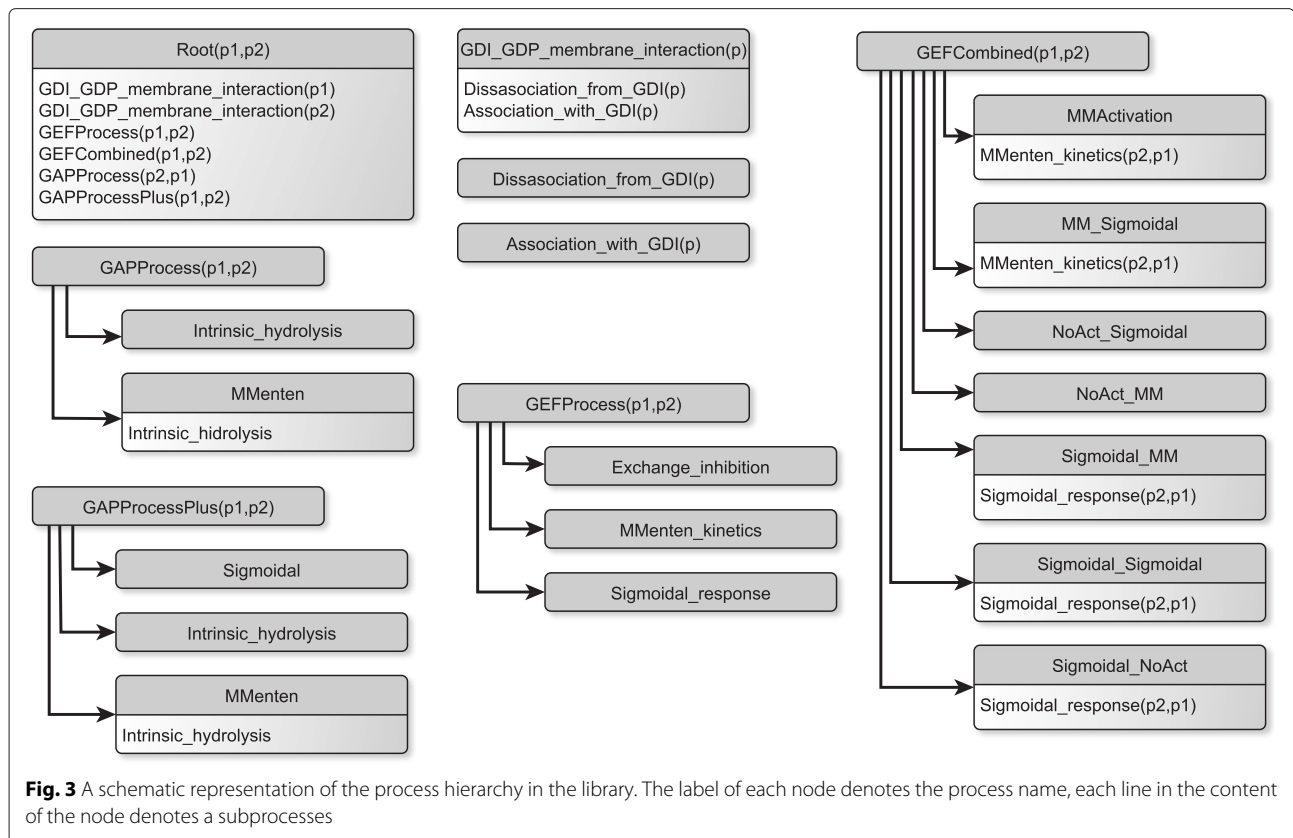 Root(p1,p2)
GDI_GDP_membrane_interaction(p1)
GDI_GDP_membrane_interaction(p2)
GEFProcess(p1,p2)
GEFCombined(p1,p2)
GAPProcess(p2,p1)
GAPProcessPlus(p1,p2)
GAPProcess(p1,p2)
Intrinsic_hydrolysis
MMenten
Intrinsic_hidrolysis
GAPProcessPlus(p1,p2)
Sigmoidal
Intrinsic_hydrolysis
MMenten
Intrinsic_hydrolysis
GDI_GDP_membrane_interaction(p)
Dissasociation_from_GDI(p)
Association_with_GDI(p)
Dissasociation_from_GDI(p)
Association_with_GDI(p)
GEFProcess(p1,p2)
Exchange_inhibition
MMenten_kinetics
Sigmoidal_response
GEFCombined(p1,p2)
MMActivation
MMenten_kinetics(p2,p1)
MM_Sigmoidal
MMenten_kinetics(p2,p1)
NoAct_Sigmoidal
NoAct_MM
Sigmoidal_MM
Sigmoidal_response(p2,p1)
Sigmoidal_Sigmoidal
Sigmoidal_response(p2,p1)
Sigmoidal_NoAct
Sigmoidal_response(p2,p1)
Fig. 3 A schematic representation of the process hierarchy in the library. The label of each node denotes the process name, each line in the content
of the node denotes a subprocesses